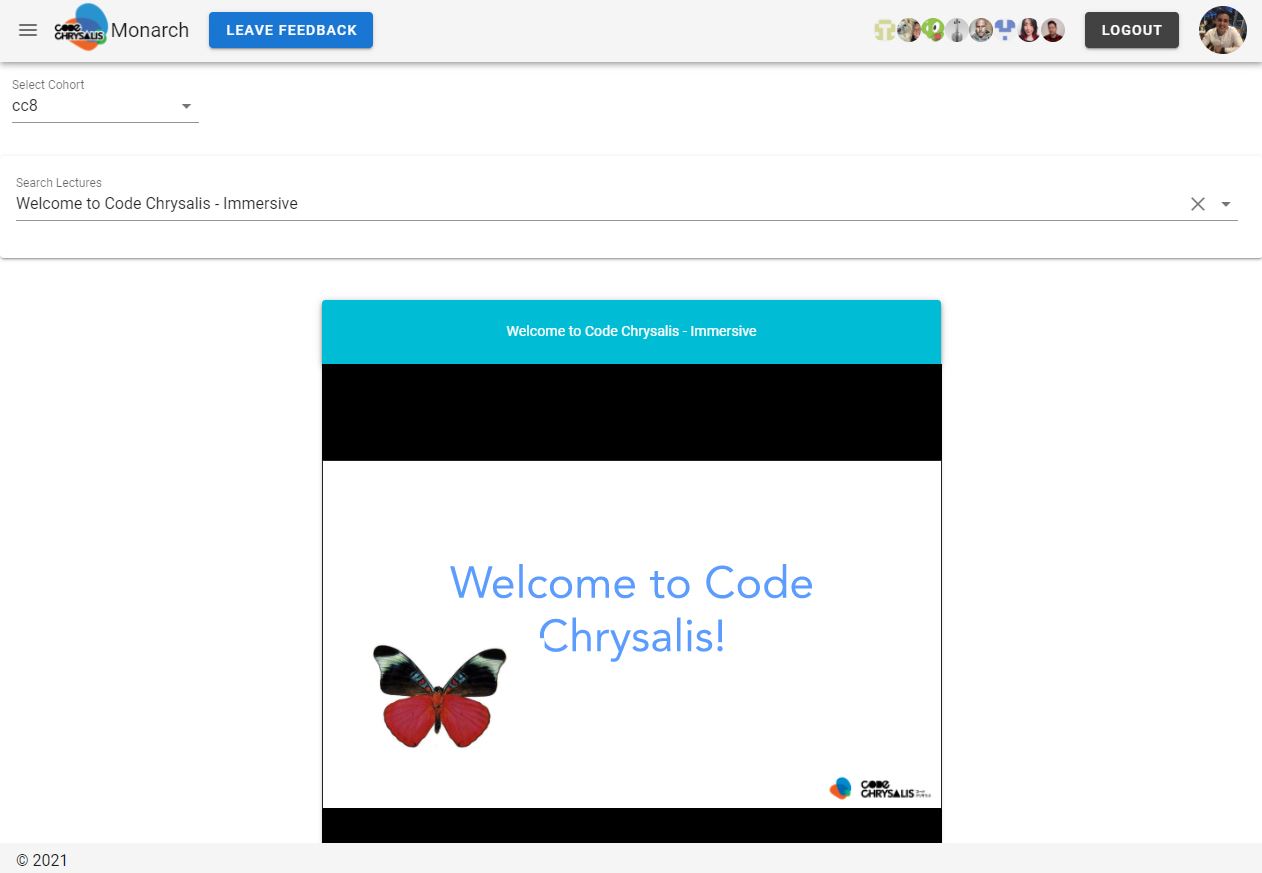 CODE
CHRYSALIS
Monarch
LEAVE FEEDBACK
LOGOUT
Select Cohort
cc8
Search Lectures
Welcome to Code Chrysalis - Immersive
Welcome to Code Chrysalis - Immersive
Welcome to Code
Chrysalis!
CODE
CHRYSALIS
© 2021